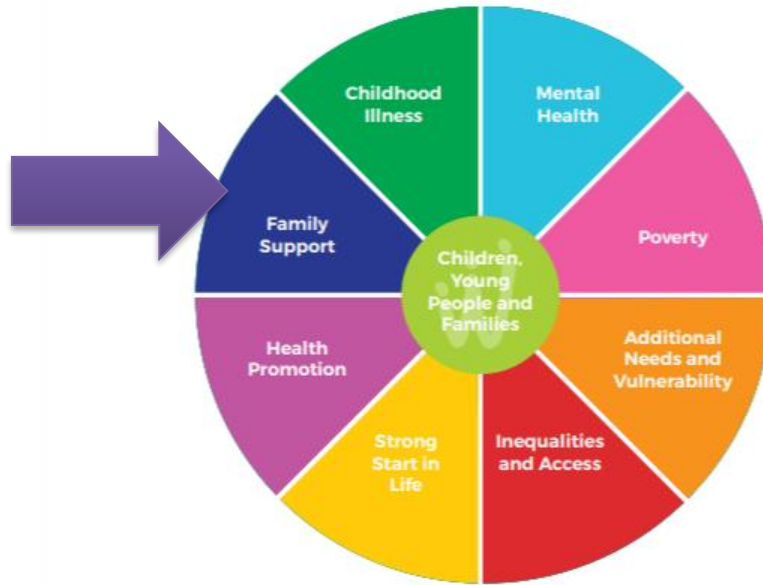 Childhood
Illness
Mental
Health
Family
Support
Poverty
Children,
Young
People and
Families
Health
Promotion
Additional
Needs and
Vulnerability
Strong
Start in
Life
Inequalities
and Access